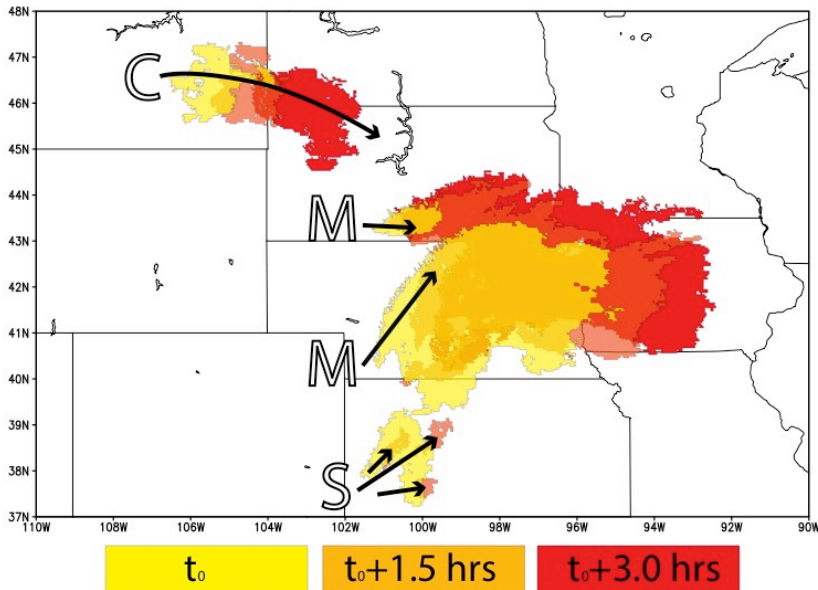 48N
47N
C
46N
45N
44N
M
43N
42N
41N
M
40N
39N
38N
S
37N
110W 108W 106W 104W 102W 100W 98W 96W 94W 92W 90W
t₀ t₀+1.5 hrs t₀+3.0 hrs